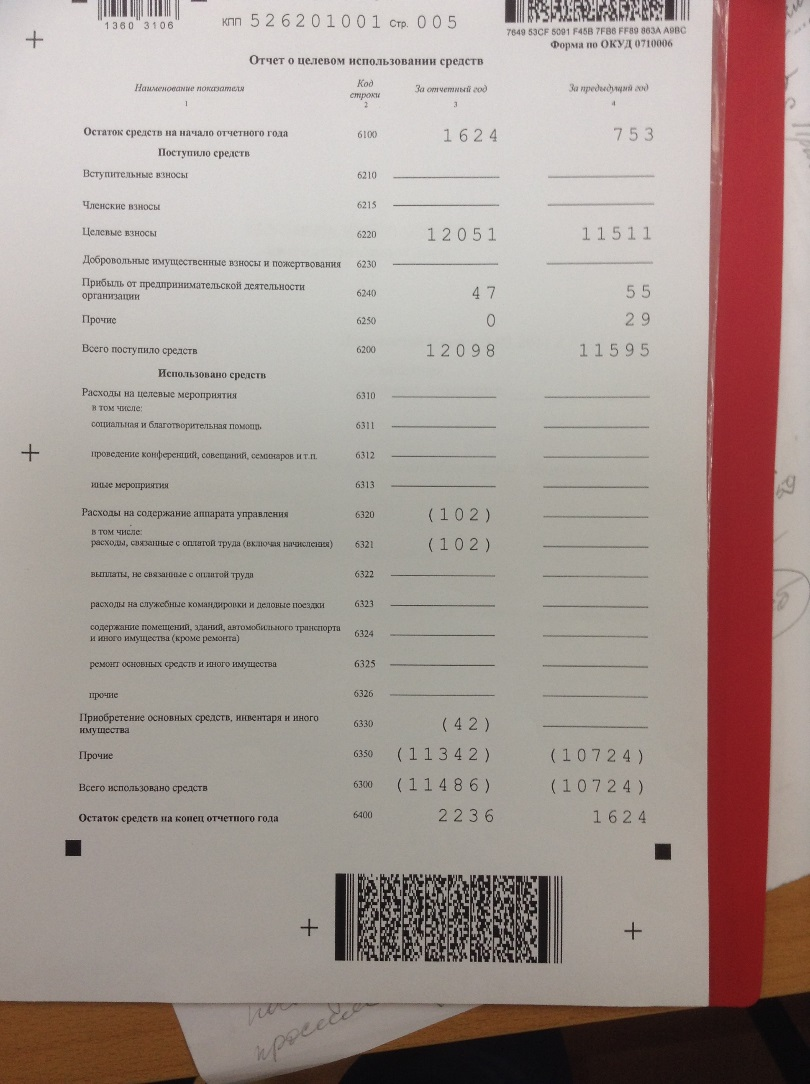 1360 3106
КПП 526201001 Стр. 005
7649 53CF 5091 F45B 7FB6 FF89 863A A9BC
Форма по ОКУД 0710006
Отчет о целевом использовании средств
Наименование показателя Код строки За отчетный год За предыдущий год
1 2 3 4
Остаток средств на начало отчетного года 6100 1624 753
Поступило средств
Вступительные взносы 6210
Членские взносы 6215
Целевые взносы 6220 12051 11511
Добровольные имущественные взносы и пожертвования 6230
Прибыль от предпринимательской деятельности
организации 6240 47 55
Прочие 6250 0 29
Всего поступило средств 6200 12098 11595
Использовано средств
Расходы на целевые мероприятия 6310
в том числе:
социальная и благотворительная помощь 6311
проведение конференций, совещаний, семинаров и т.п. 6312
иные мероприятия 6313
Расходы на содержание аппарата управления 6320 (102)
в том числе:
расходы, связанные с оплатой труда (включая начисления) 6321 (102)
выплаты, не связанные с оплатой труда 6322
расходы на служебные командировки и деловые поездки 6323
содержание помещений, зданий, автомобильного транспорта
и иного имущества (кроме ремонта) 6324
ремонт основных средств и иного имущества 6325
прочие 6326
Приобретение основных средств, инвентаря и иного
имущества 6330 (42)
Прочие 6350 (11342) (10724)
Всего использовано средств 6300 (11486) (10724)
Остаток средств на конец отчетного года 6400 2236 1624